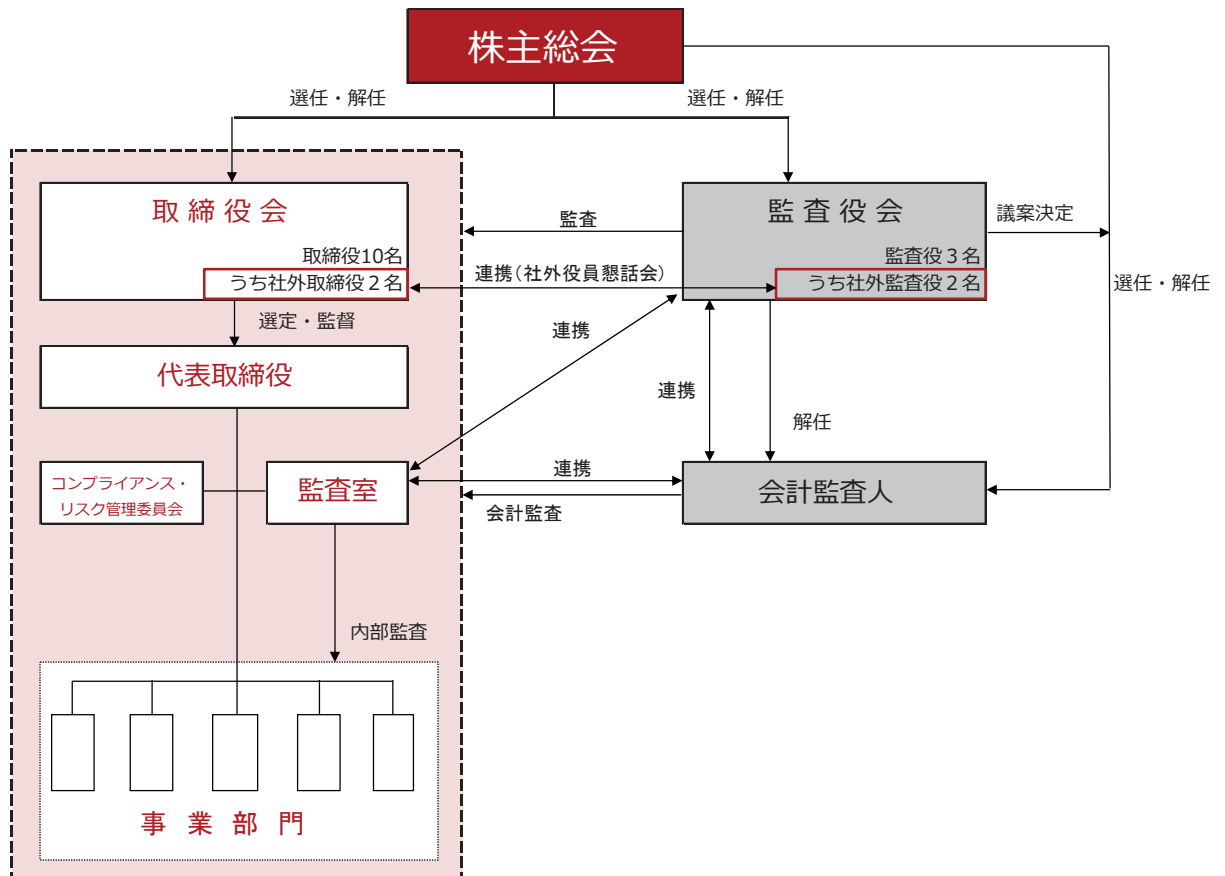 株主総会
選任・解任
選任・解任
取締役会
取締役10名
うち社外取締役２名
監査
連携（社外役員懇話会）
監査役会
監査役３名
うち社外監査役２名
議案決定
選任・解任
選定・監督
代表取締役
連携
連携
解任
コンプライアンス・
リスク管理委員会
監査室
連携
会計監査
会計監査人
内部監査
事業部門